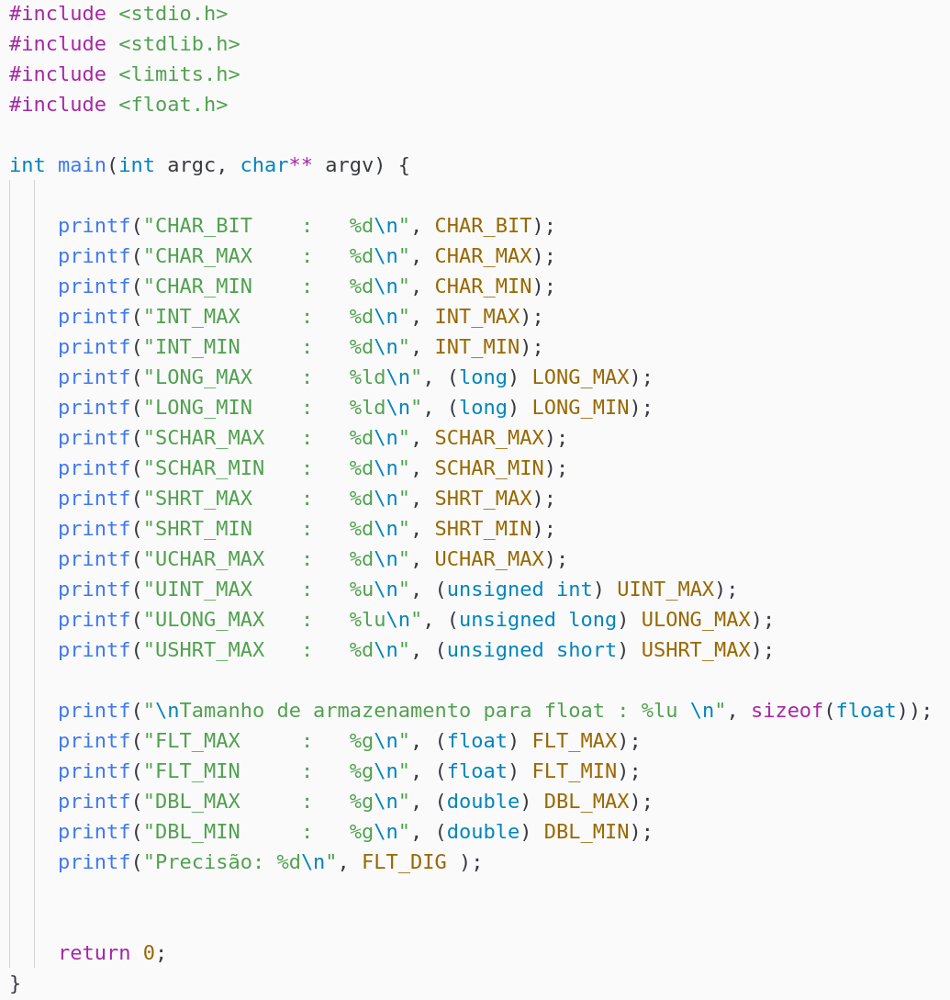 #include <stdio.h>
#include <stdlib.h>
#include <limits.h>
#include <float.h>

int main(int argc, char** argv) {

    printf("CHAR_BIT    :   %d\n", CHAR_BIT);
    printf("CHAR_MAX    :   %d\n", CHAR_MAX);
    printf("CHAR_MIN    :   %d\n", CHAR_MIN);
    printf("INT_MAX     :   %d\n", INT_MAX);
    printf("INT_MIN     :   %d\n", INT_MIN);
    printf("LONG_MAX    :   %ld\n", (long) LONG_MAX);
    printf("LONG_MIN    :   %ld\n", (long) LONG_MIN);
    printf("SCHAR_MAX   :   %d\n", SCHAR_MAX);
    printf("SCHAR_MIN   :   %d\n", SCHAR_MIN);
    printf("SHRT_MAX    :   %d\n", SHRT_MAX);
    printf("SHRT_MIN    :   %d\n", SHRT_MIN);
    printf("UCHAR_MAX   :   %d\n", UCHAR_MAX);
    printf("UINT_MAX    :   %u\n", (unsigned int) UINT_MAX);
    printf("ULONG_MAX   :   %lu\n", (unsigned long) ULONG_MAX);
    printf("USHRT_MAX   :   %d\n", (unsigned short) USHRT_MAX);

    printf("\nTamanho de armazenamento para float : %lu \n", sizeof(float));
    printf("FLT_MAX     :   %g\n", (float) FLT_MAX);
    printf("FLT_MIN     :   %g\n", (float) FLT_MIN);
    printf("DBL_MAX     :   %g\n", (double) DBL_MAX);
    printf("DBL_MIN     :   %g\n", (double) DBL_MIN);
    printf("Precisão: %d\n", FLT_DIG );


    return 0;
}